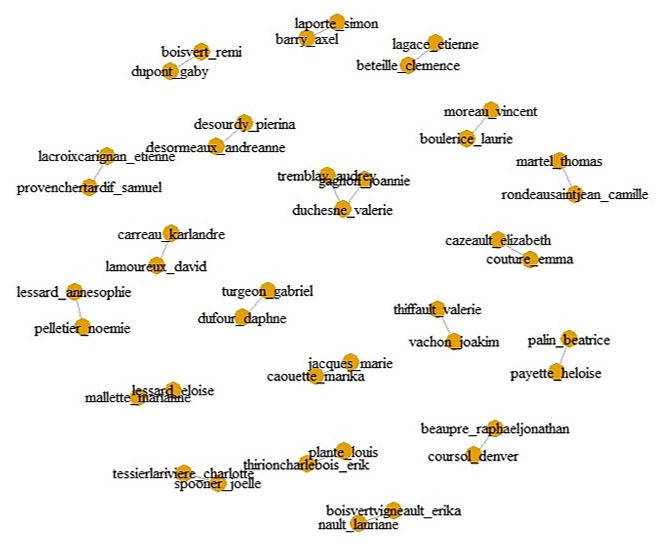 laporte_simon
barry_axel
lagace_etienne
boisvert_remi
beteille_clemence
dupont_gaby
moreau_vincent
desourdy_pierina
boulerice_laurie
desormeaux_andreanne
lacroixcarignan_etienne
martel_thomas
tremblay_audrey
gagnon_joannie
provenchertardif_samuel
rondeausaintjean_camille
duchesne_valerie
carreau_karlandre
cazeault_elizabeth
couture_emma
lamoureux_david
lessard_annesophie
turgeon_gabriel
thiffault_valerie
dufour_daphne
pelletier_noemie
vachon_joakim
palin_beatrice
jacques_marie
payette_heloise
caouette_marika
lessard_eloise
mallette_marianne
beaupre_raphaeljonathan
plante_louis
coursol_denver
thirioncharlebois_erik
tessierlariviere_charlotte
spooner_joelle
boisvertvigneault_erika
nault_lauriane